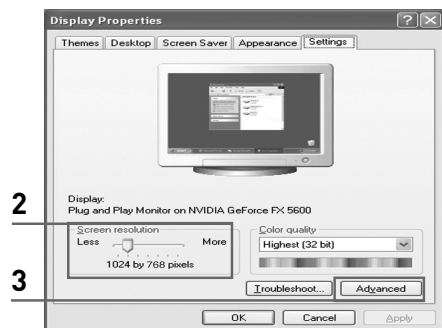 Display Properties
Themes Desktop Screen Saver Appearance Settings
Display:
Plug and Play Monitor on NVIDIA GeForce FX 5600
2
Screen resolution
Less More
1024 by 768 pixels
Color quality
Highest (32 bit)
3
Troubleshoot... Advanced
OK Cancel Apply